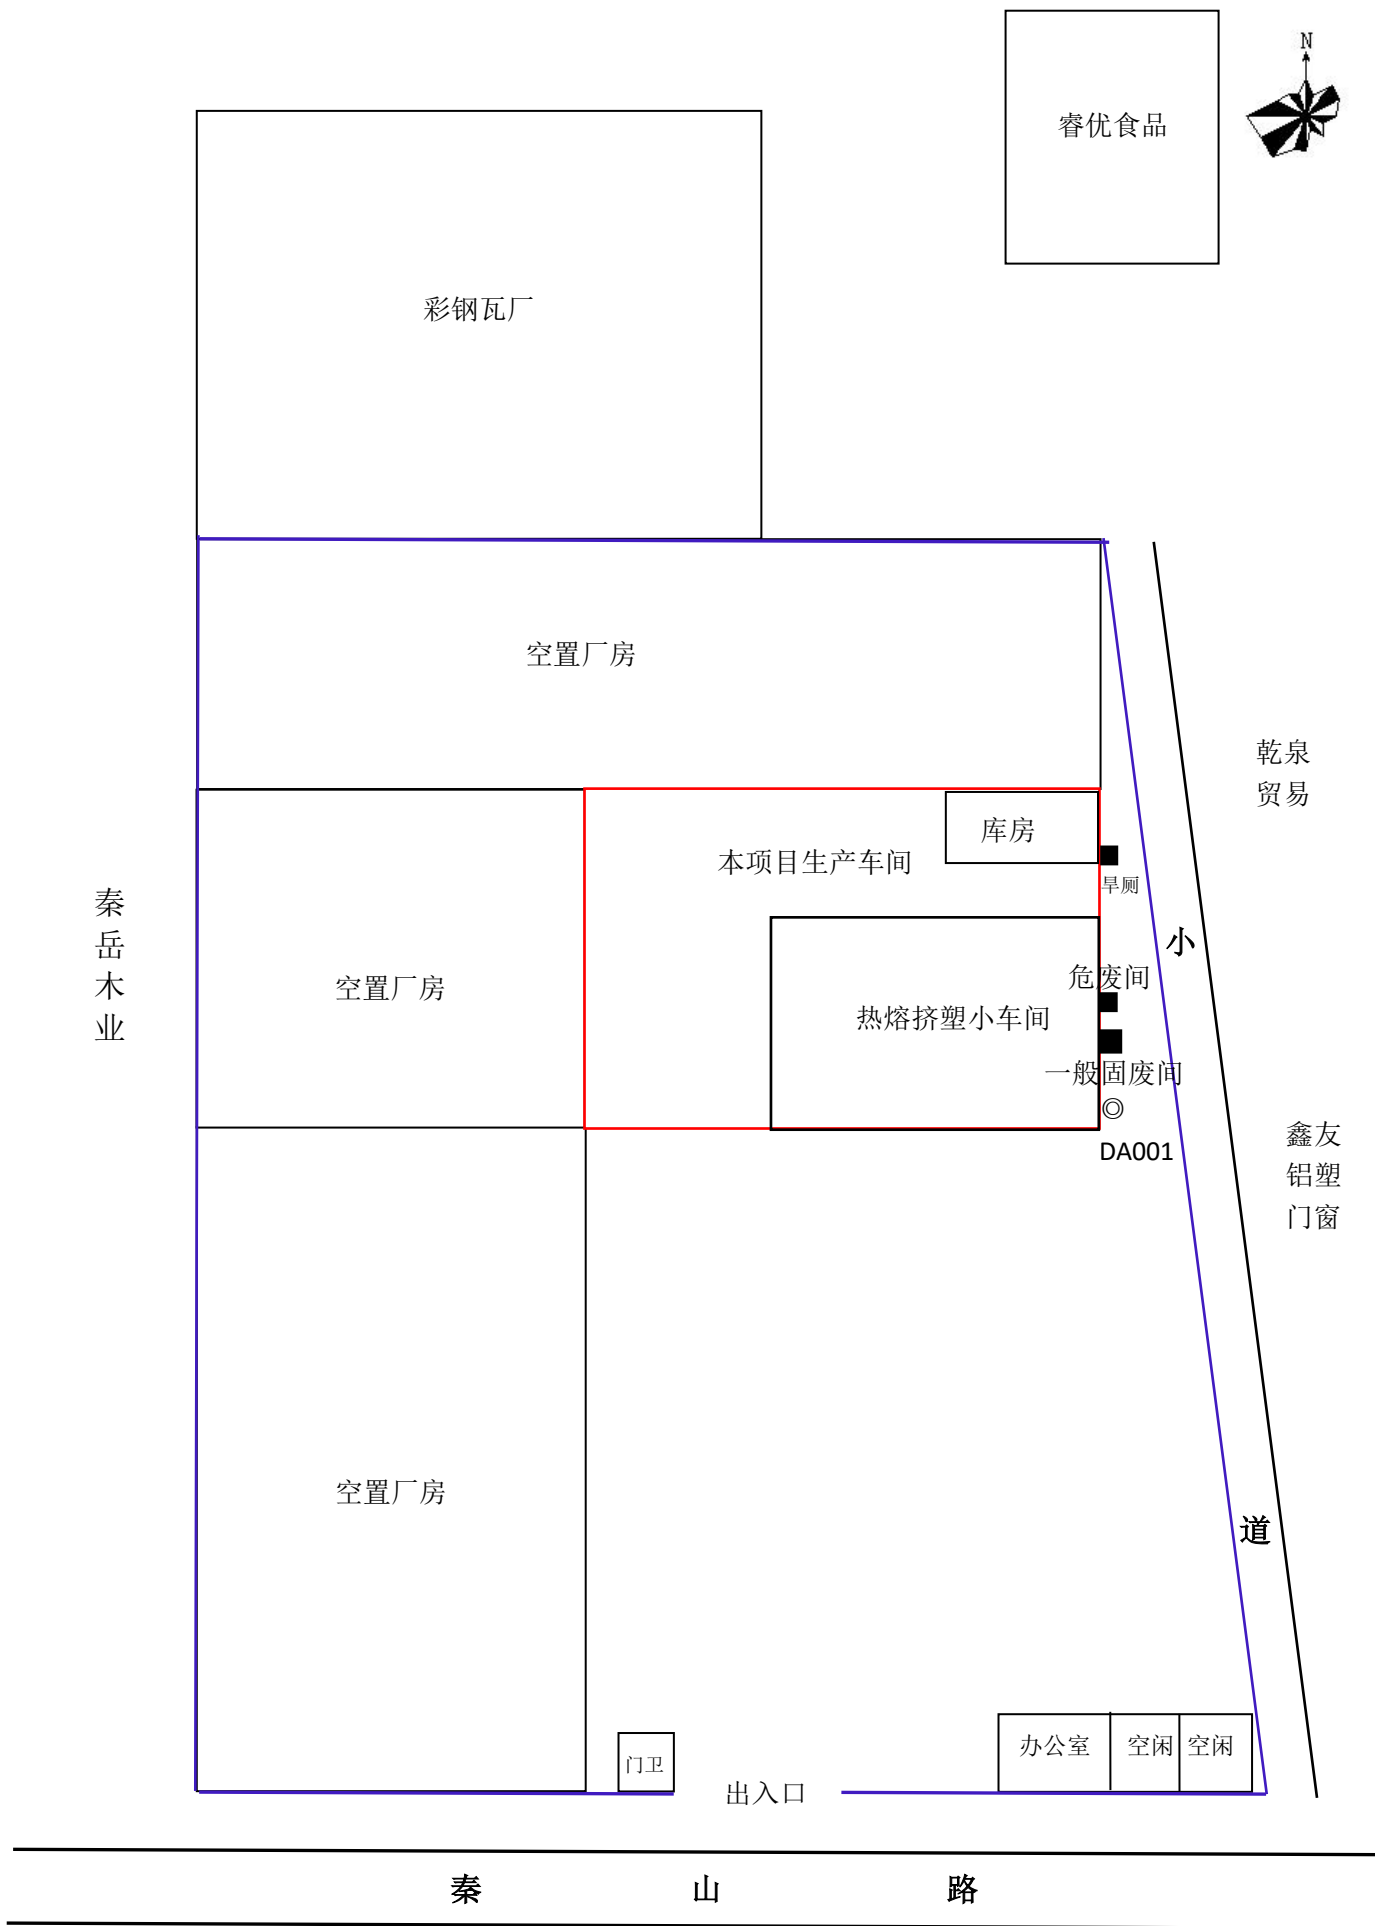 N
睿优食品
彩钢瓦厂
空置厂房
乾泉
贸易
库房
本项目生产车间
旱厕
秦
岳
木
业
小
危废间
空置厂房
热熔挤塑小车间
一般固废间
◎
DA001
鑫友
铝塑
门窗
空置厂房
道
办公室
空闲
空闲
门卫
出入口
秦 山 路